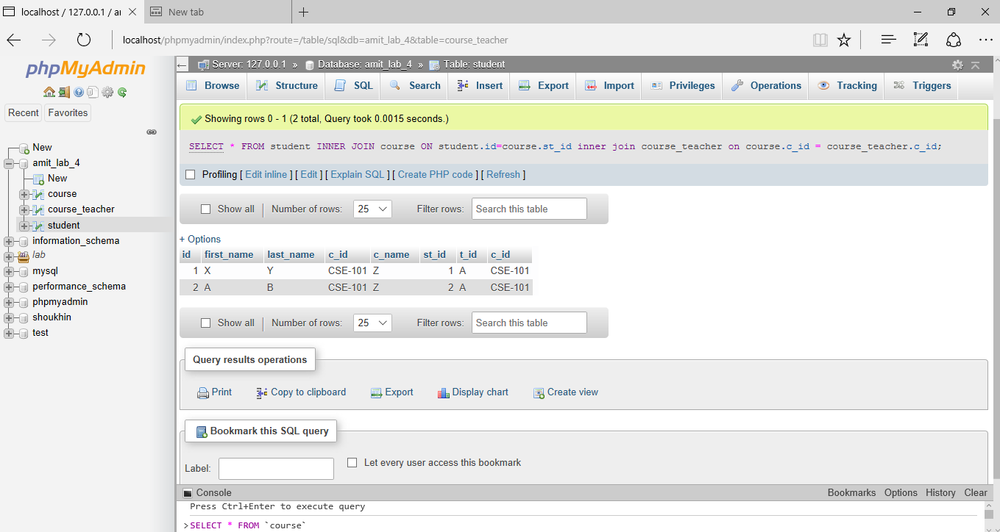 localhost / 127.0.0.1 / ar
New tab
localhost/phpmyadmin/index.php?route=/table/sql&db=amit_lab_4&table=course_teacher
phpMyAdmin
Recent Favorites
New
amit_lab_4
New
course
course_teacher
student
information_schema
lab
mysql
performance_schema
phpmyadmin
shoukhin
test
Server: 127.0.0.1 » Database: amit_lab_4 » Table: student
Browse Structure SQL Search Insert Export Import Privileges Operations Tracking Triggers
Showing rows 0 - 1 (2 total, Query took 0.0015 seconds.)
SELECT * FROM student INNER JOIN course ON student.id=course.st_id inner join course_teacher on course.c_id = course_teacher.c_id;
Profiling [ Edit inline ] [ Edit ] [ Explain SQL ] [ Create PHP code ] [ Refresh ]
Show all | Number of rows: 25 Filter rows: Search this table
+ Options
id first_name last_name c_id c_name st_id t_id c_id
1 X Y CSE-101 Z 1 A CSE-101
2 A B CSE-101 Z 2 A CSE-101
Show all | Number of rows: 25 Filter rows: Search this table
Query results operations
Print Copy to clipboard Export Display chart Create view
Bookmark this SQL query
Label: Let every user access this bookmark
Console Bookmarks Options History Clear
Press Ctrl+Enter to execute query
>SELECT * FROM `course`